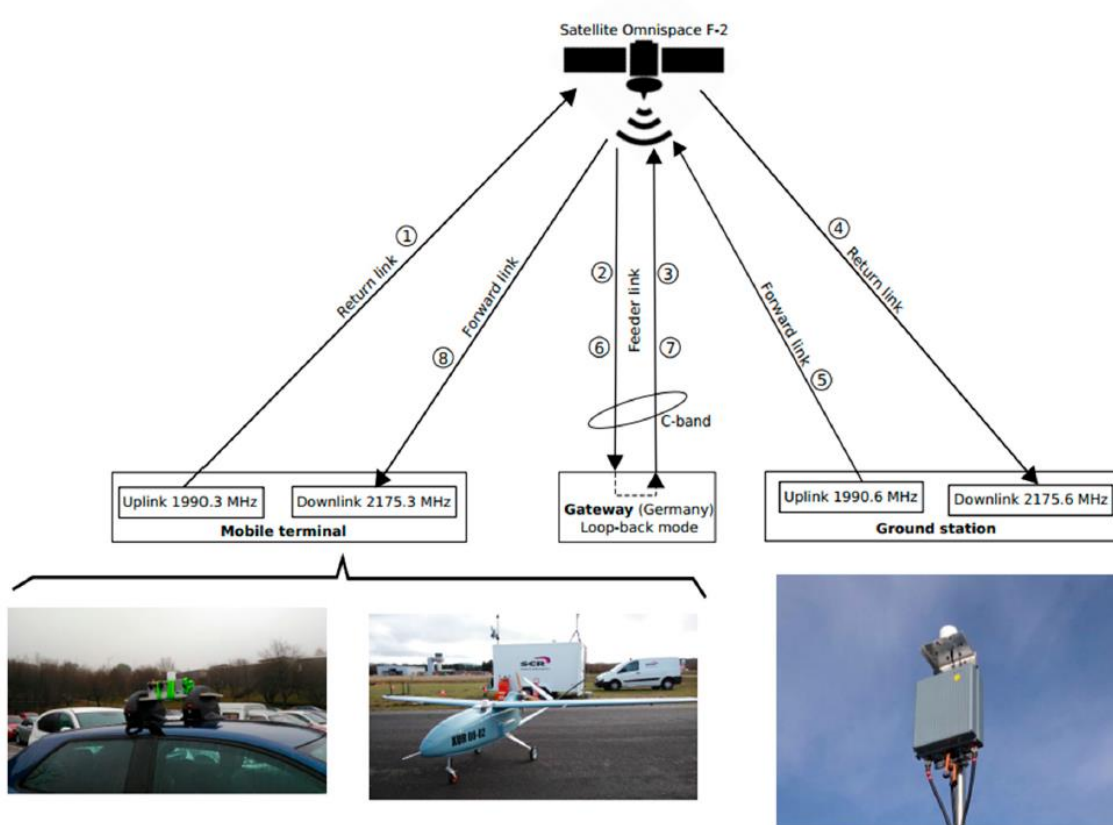 Satellite Omnispace F-2
① Return link
⑧ Forward link
②
③
Feeder link
⑥
⑦
C-band
④ Return link
Forward link ⑤
Uplink 1990.3 MHz
Downlink 2175.3 MHz
Mobile terminal
Gateway (Germany)
Loop-back mode
Uplink 1990.6 MHz
Downlink 2175.6 MHz
Ground station
SCR